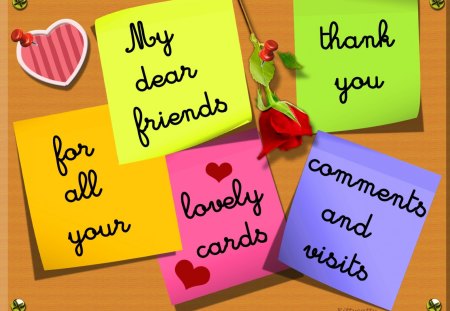 My
dear
friends
thank
you
for
all
your
lovely
cards
comments
and
visits